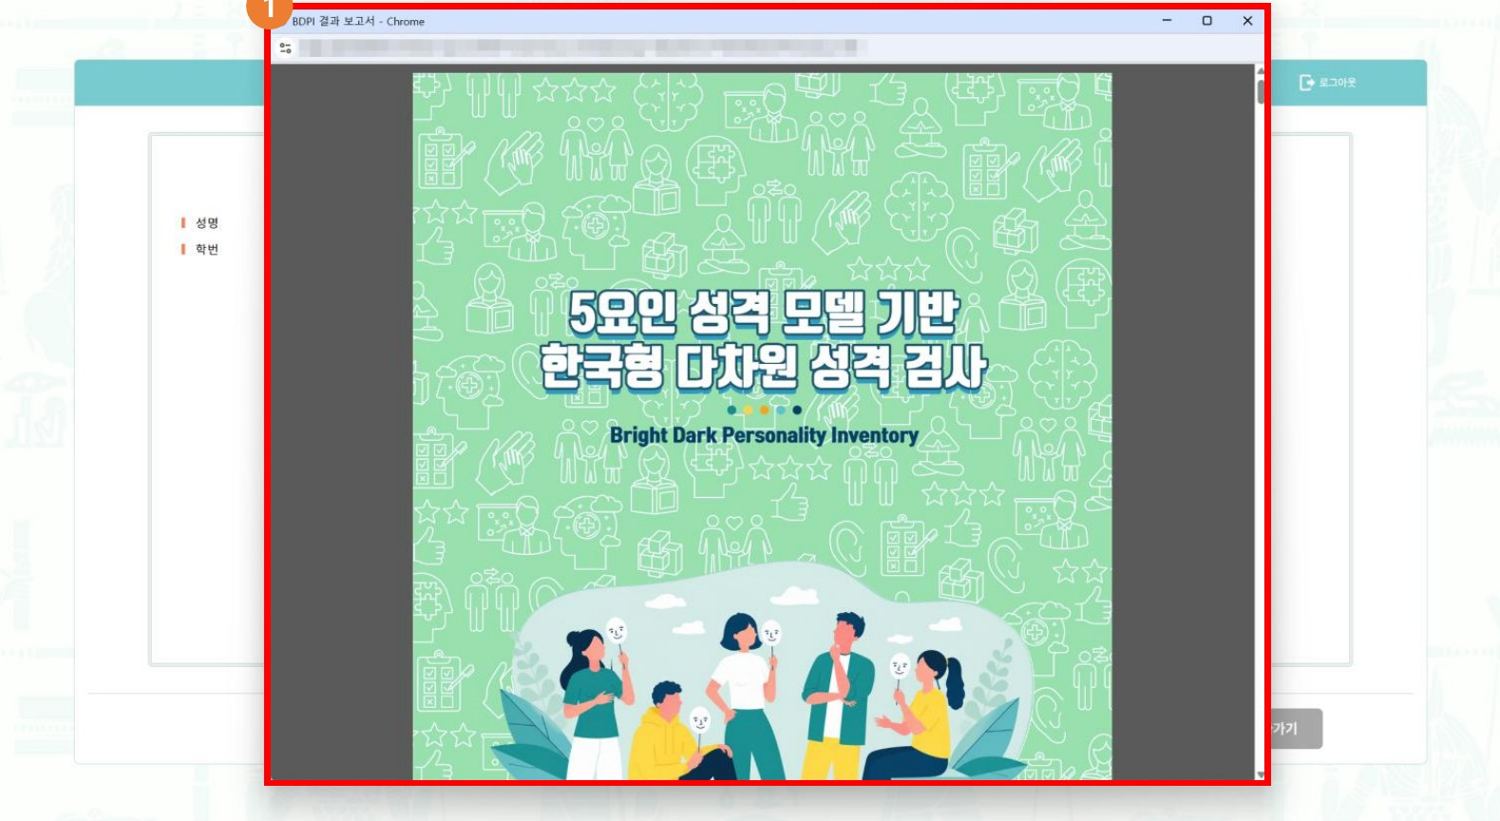 1
BDPI 결과 보고서 - Chrome
로그아웃
성명
학번
5요인 성격 모델 기반
한국형 다차원 성격 검사
Bright Dark Personality Inventory
가기